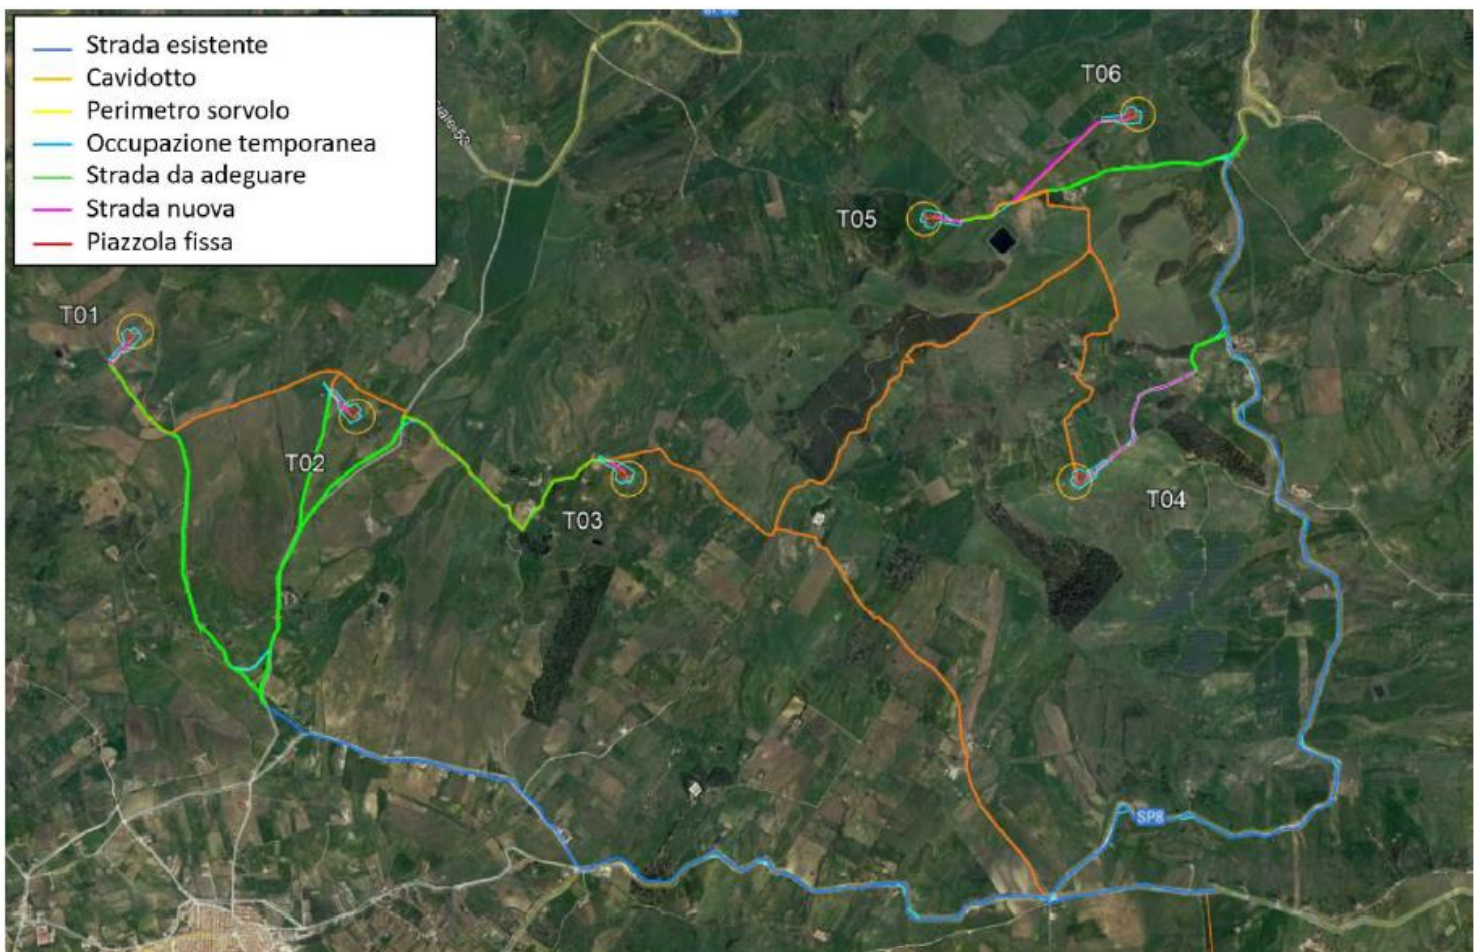 Strada esistente
Cavidotto
Perimetro sorvolo
Occupazione temporanea
Strada da adeguare
Strada nuova
Piazzola fissa
T06
T05
T01
T02
T03
T04
SP8